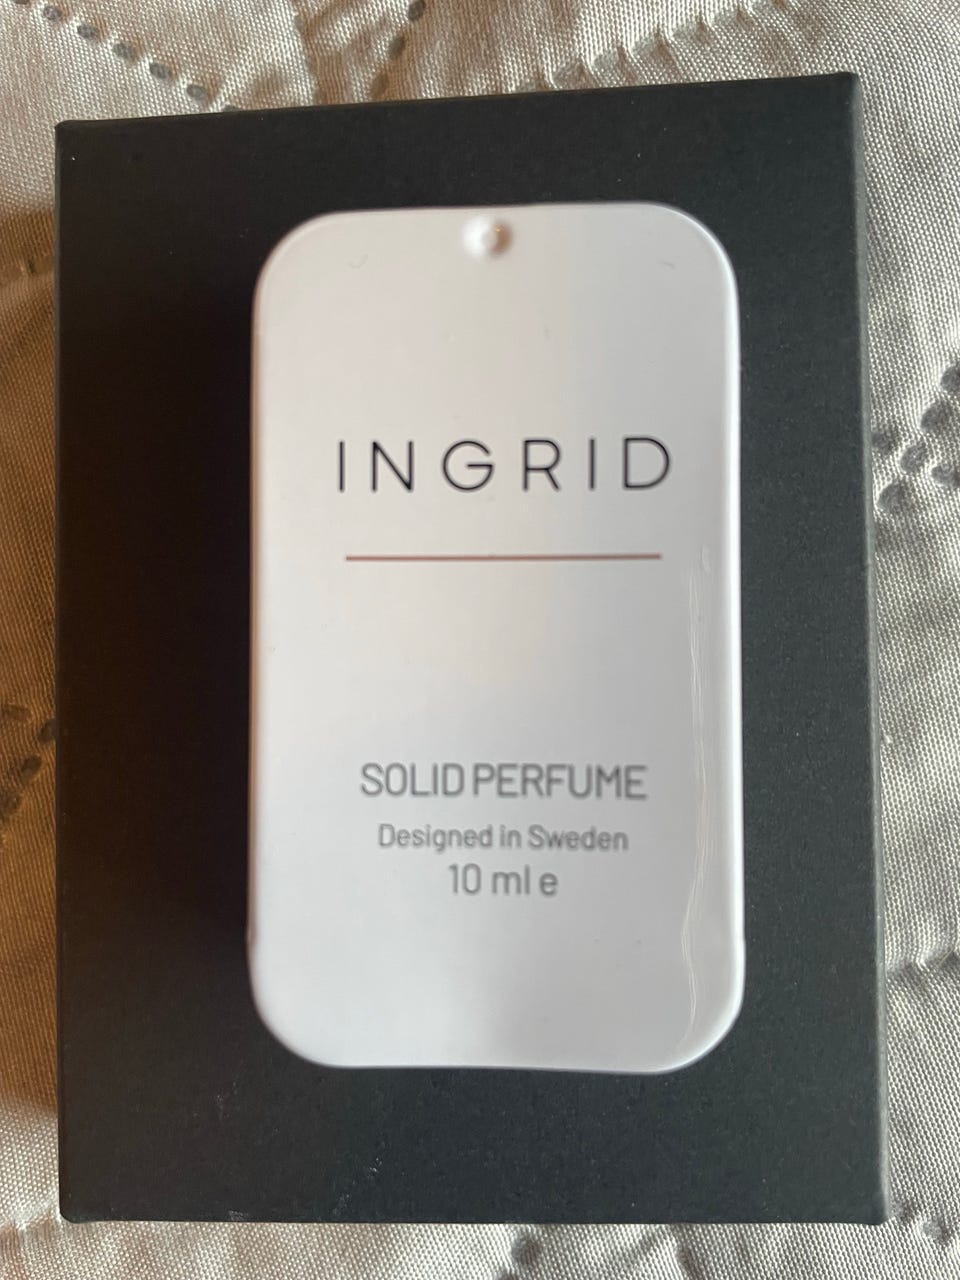 INGRID
SOLID PERFUME
Designed in Sweden
10 ml e